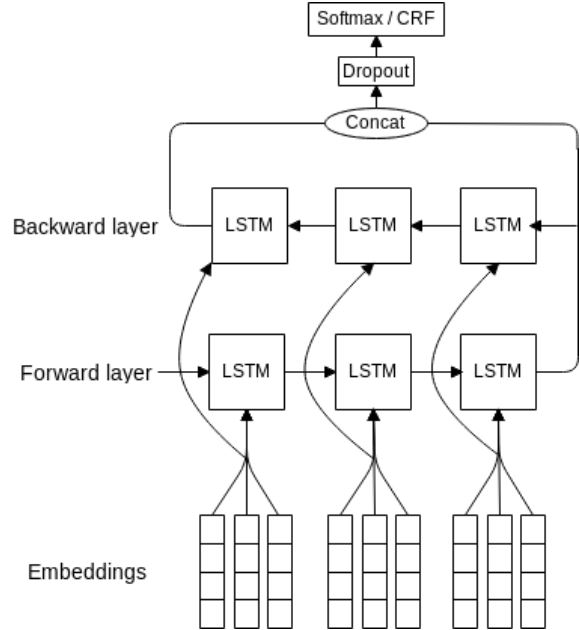 Softmax / CRF
Dropout
Concat
Backward layer
LSTM
LSTM
LSTM
Forward layer
LSTM
LSTM
LSTM
Embeddings